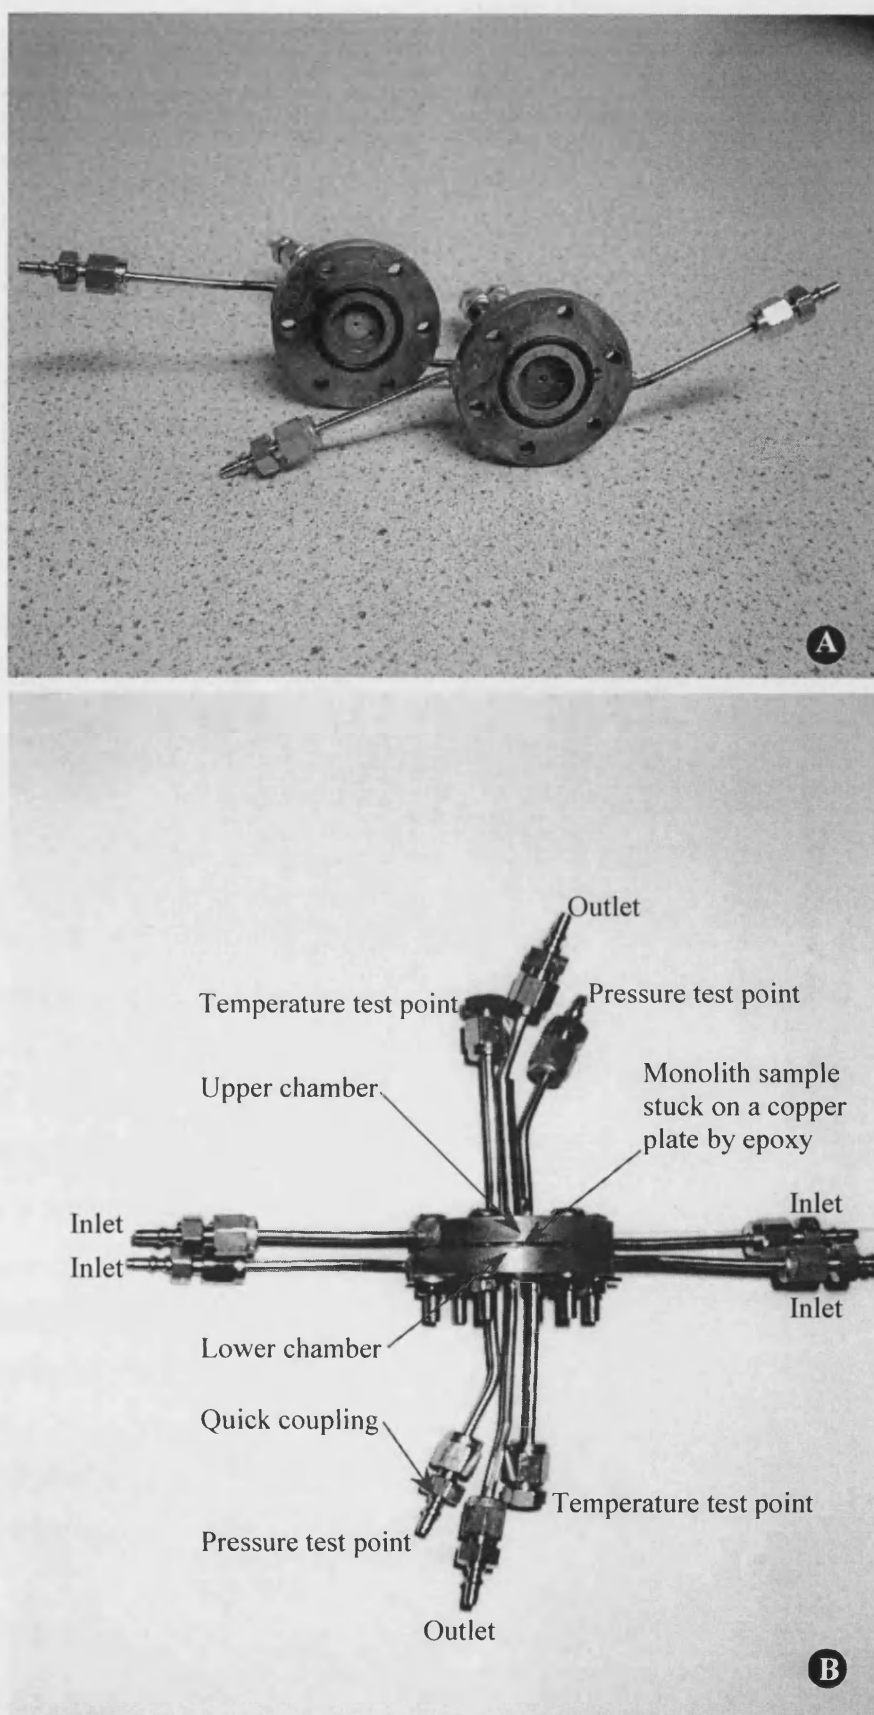 A
Outlet
Temperature test point
Pressure test point
Upper chamber
Monolith sample
stuck on a copper
plate by epoxy
Inlet
Inlet
Inlet
Inlet
Lower chamber
Quick coupling
Temperature test point
Pressure test point
Outlet
B